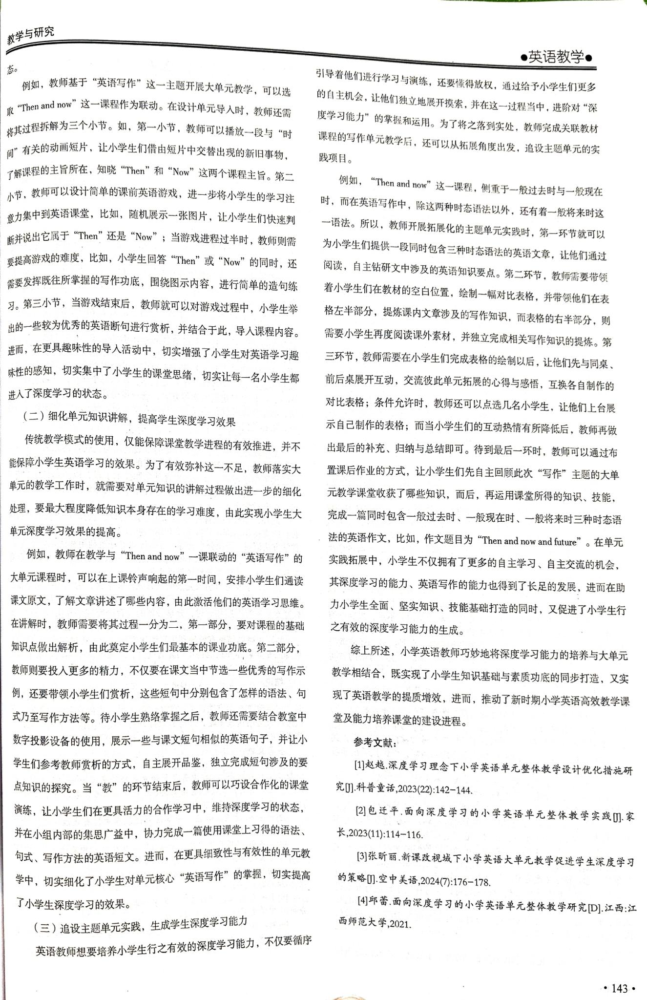 教学与研究
●英语教学●
态。
例如，教师基于“英语写作”这一主题开展大单元教学，可以选
取“Then and now”这一课程作为联动。在设计单元导入时，教师还需
将其过程拆解为三个小节。如，第一小节，教师可以播放一段与“时
间”有关的动画短片，让小学生们借由短片中交替出现的新旧事物，
了解课程的主旨所在，知晓“Then”和“Now”这两个课程主旨。第二
小节，教师可以设计简单的课前英语游戏，进一步将小学生的学习注
意力集中到英语课堂，比如，随机展示一张图片，让小学生们快速判
断并说出它属于“Then”还是“Now”；当游戏进程过半时，教师则需
要提高游戏的难度，比如，小学生回答“Then”或“Now”的同时，还
需要发挥既往所掌握的写作功底，围绕图示内容，进行简单的造句练
习。第三小节，当游戏结束后，教师就可以对游戏过程中，小学生举
出的一些较为优秀的英语断句进行赏析，并结合于此，导入课程内容。
进而，在更具趣味性的导入活动中，切实增强了小学生对英语学习趣
味性的感知，切实集中了小学生的课堂思绪，切实让每一名小学生都
进入了深度学习的状态。
（二）细化单元知识讲解，提高学生深度学习效果
传统教学模式的使用，仅能保障课堂教学进程的有效推进，并不
能保障小学生英语学习的效果。为了有效弥补这一不足，教师落实大
单元的教学工作时，就需要对单元知识的讲解过程做出进一步的细化
处理，要最大程度降低知识本身存在的学习难度，由此实现小学生大
单元深度学习效果的提高。
例如，教师在教学与“Then and now”一课联动的“英语写作”的
大单元课程时，可以在上课铃声响起的第一时间，安排小学生们通读
课文原文，了解文章讲述了哪些内容，由此激活他们的英语学习思维。
在讲解时，教师需要将其过程一分为二，第一部分，要对课程的基础
知识点做出解析，由此奠定小学生们最基本的课业功底。第二部分，
教师则要投入更多的精力，不仅要在课文当中节选一些优秀的写作示
例，还要带领小学生们赏析，这些短句中分别包含了怎样的语法、句
式乃至写作方法等。待小学生熟络掌握之后，教师还需要结合教室中
数字投影设备的使用，展示一些与课文短句相似的英语句子，并让小
学生们参考教师赏析的方式，自主展开品鉴，独立完成短句涉及的要
点知识的探究。当“教”的环节结束后，教师可以巧设合作化的课堂
演练，让小学生们在更具活力的合作学习中，维持深度学习的状态，
并在小组内部的集思广益中，协力完成一篇使用课堂上习得的语法、
句式、写作方法的英语短文。进而，在更具细致性与有效性的单元教
学中，切实细化了小学生对单元核心“英语写作”的掌握，切实提高
了小学生深度学习的效果。
（三）追设主题单元实践，生成学生深度学习能力
英语教师想要培养小学生行之有效的深度学习能力，不仅要循序
引导着他们进行学习与演练，还要懂得放权，通过给予小学生们更多
的自主机会，让他们独立地展开摸索，并在这一过程当中，进阶对“深
度学习能力”的掌握和运用。为了将之落到实处，教师完成关联教材
课程的写作单元教学后，还可以从拓展角度出发，追设主题单元的实
践项目。
例如，“Then and now”这一课程，侧重于一般过去时与一般现在
时，而在英语写作中，除这两种时态语法以外，还有着一般将来时这
一语法。所以，教师开展拓展化的主题单元实践时，第一环节就可以
为小学生们提供一段同时包含三种时态语法的英语文章，让他们通过
阅读，自主钻研文中涉及的英语知识要点。第二环节，教师需要带领
着小学生们在教材的空白位置，绘制一幅对比表格，并带领他们在表
格左半部分，提炼课内文章涉及的写作知识，而表格的右半部分，则
需要小学生再度阅读课外素材，并独立完成相关写作知识的提炼。第
三环节，教师需要在小学生们完成表格的绘制以后，让他们先与同桌、
前后桌展开互动，交流彼此单元拓展的心得与感悟，互换各自制作的
对比表格；条件允许时，教师还可以点选几名小学生，让他们上台展
示自己制作的表格；而当小学生们的互动热情有所降低后，教师再做
出最后的补充、归纳与总结即可。待到最后一环时，教师可以通过布
置课后作业的方式，让小学生们先自主回顾此次“写作”主题的大单
元教学课堂收获了哪些知识，而后，再运用课堂所得的知识、技能，
完成一篇同时包含一般过去时、一般现在时、一般将来时三种时态语
法的英语作文，比如，作文题目为“Then and now and future”。在单元
实践拓展中，小学生不仅拥有了更多的自主学习、自主交流的机会，
其深度学习的能力、英语写作的能力也得到了长足的发展，进而在助
力小学生全面、坚实知识、技能基础打造的同时，又促进了小学生行
之有效的深度学习能力的生成。
综上所述，小学英语教师巧妙地将深度学习能力的培养与大单元
教学相结合，既实现了小学生知识基础与素质功底的同步打造，又实
现了英语教学的提质增效，进而，推动了新时期小学英语高效教学课
堂及能力培养课堂的建设进程。
参考文献：
[1]赵越.深度学习理念下小学英语单元整体教学设计优化措施研
究[J].科普童话,2023(22):142-144.
[2]包迁平.面向深度学习的小学英语单元整体教学实践[J].家
长,2023(11):114-116.
[3]张昕丽.新课改视域下小学英语大单元教学促进学生深度学习
的策略[J].空中美语,2024(7):176-178.
[4]邱蕾.面向深度学习的小学英语单元整体教学研究[D].江西:江
西师范大学,2021.
·143·